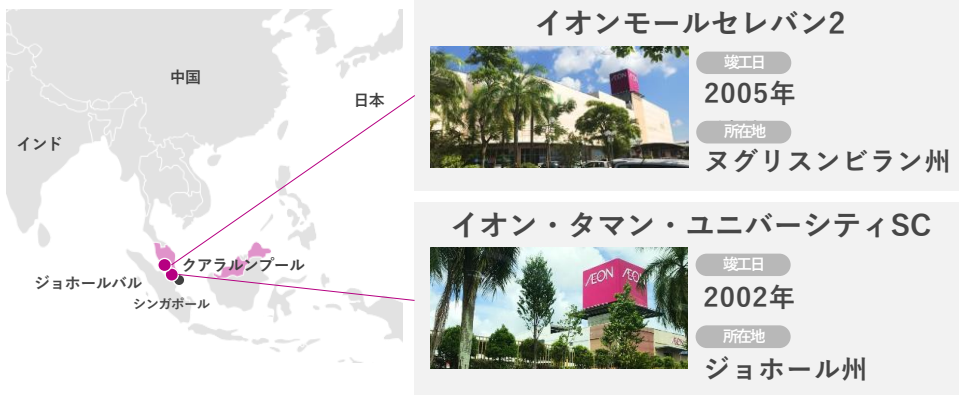 中国
日本
インド
クアラルンプール
ジョホールバル
シンガポール
イオンモールセレバン2
ÆON
竣工日
2005年
所在地
ヌグリスンビラン州
イオン・タマン・ユニバーシティSC
ÆON
ÆON
竣工日
2002年
所在地
ジョホール州